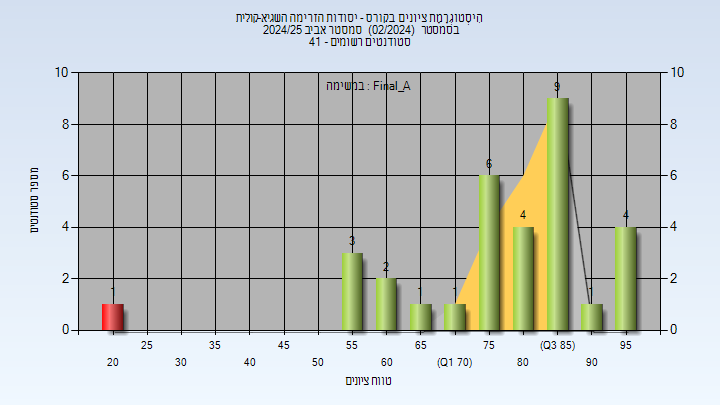 היסטוגרמת ציונים בקורס - יסודות הזרימה השגיא-קולית
בסמסטר (02/2024) סמסטר אביב 2024/25
סטודנטים רשומים - 41
במשימה : Final_A
מספר סטודנטים
10 10
8 8
6 6
4 4
2 2
0 0
1 3 2 1 1 6 4 9 1 4
25 35 45 55 65 75 (Q3 85) 95
20 30 40 50 60 (Q1 70) 80 90
טווח ציונים